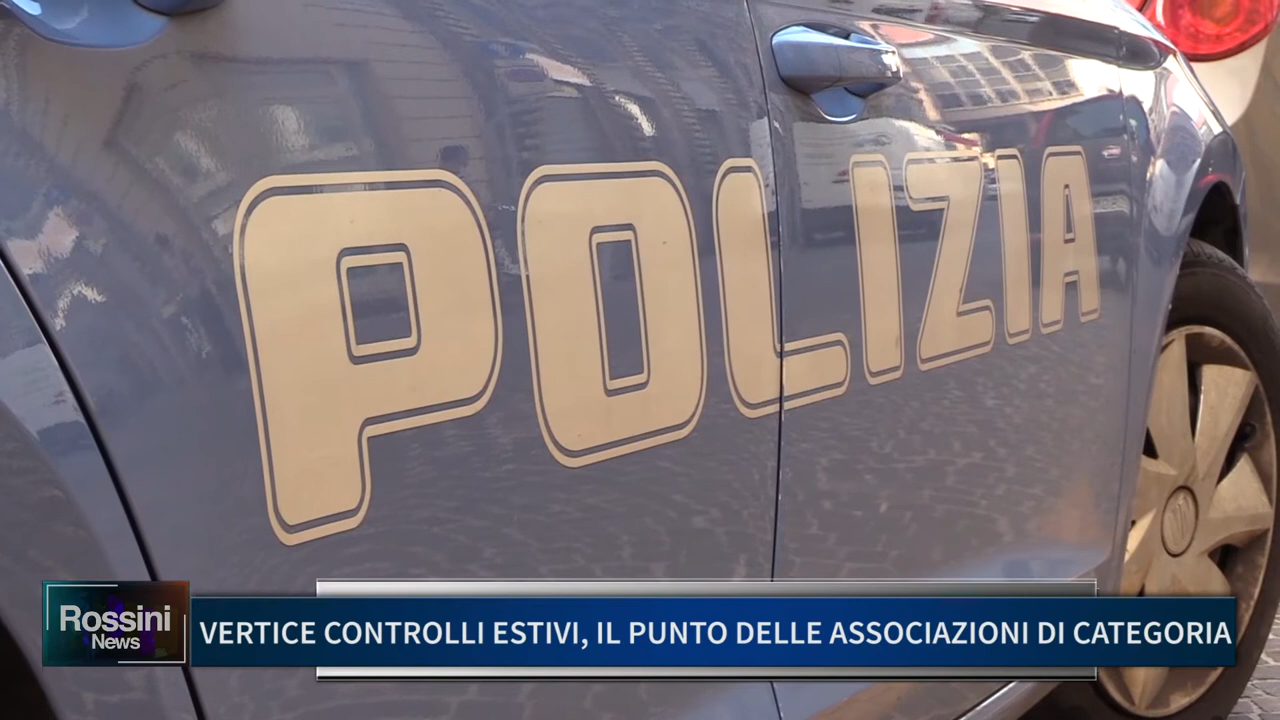 POLIZIA
Rossini
News
VERTICE CONTROLLI ESTIVI, IL PUNTO DELLE ASSOCIAZIONI DI CATEGORIA